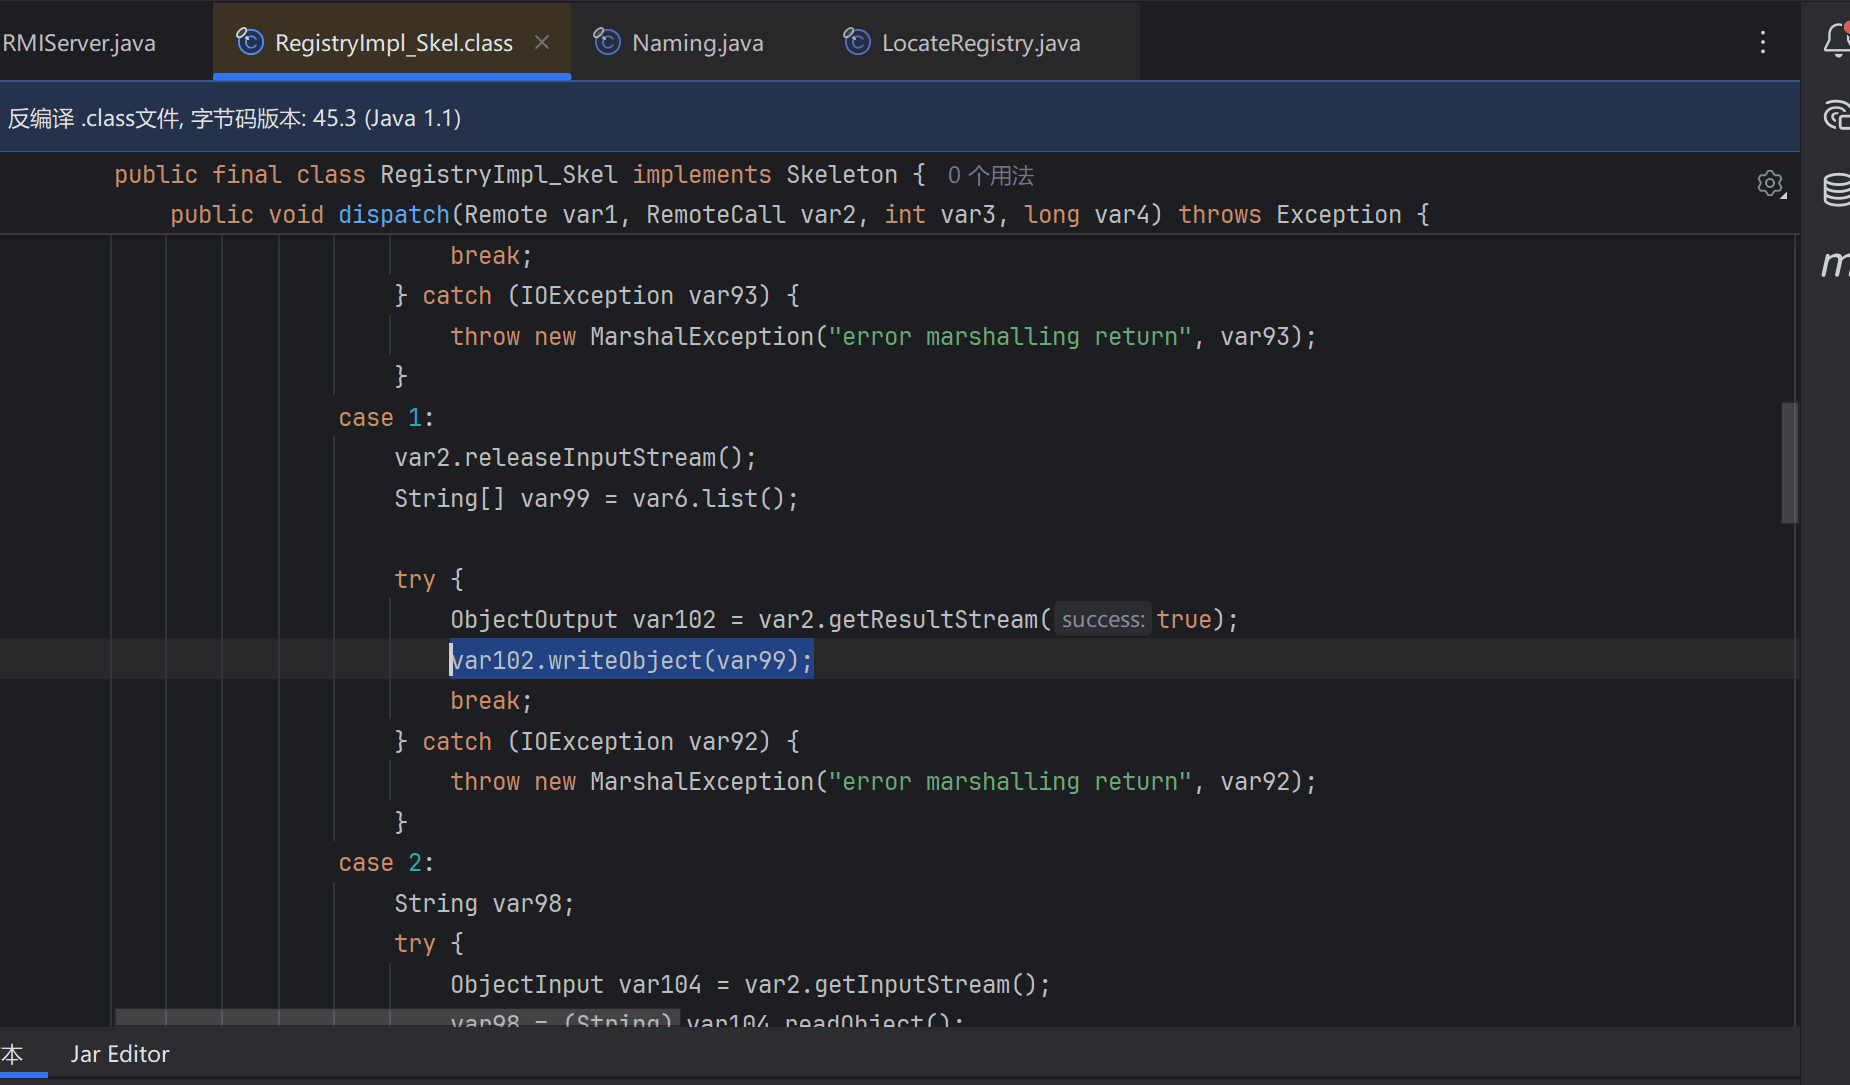 RMIServer.java RegistryImpl_Skel.class Naming.java LocateRegistry.java
反编译 .class文件, 字节码版本: 45.3 (Java 1.1)
public final class RegistryImpl_Skel implements Skeleton { 0 个用法
public void dispatch(Remote var1, RemoteCall var2, int var3, long var4) throws Exception {
break;
} catch (IOException var93) {
throw new MarshalException("error marshalling return", var93);
}
case 1:
var2.releaseInputStream();
String[] var99 = var6.list();
try {
ObjectOutput var102 = var2.getResultStream( success: true);
var102.writeObject(var99);
break;
} catch (IOException var92) {
throw new MarshalException("error marshalling return", var92);
}
case 2:
String var98;
try {
ObjectInput var104 = var2.getInputStream();
var98 = (String) var104.readObject();
本 Jar Editor